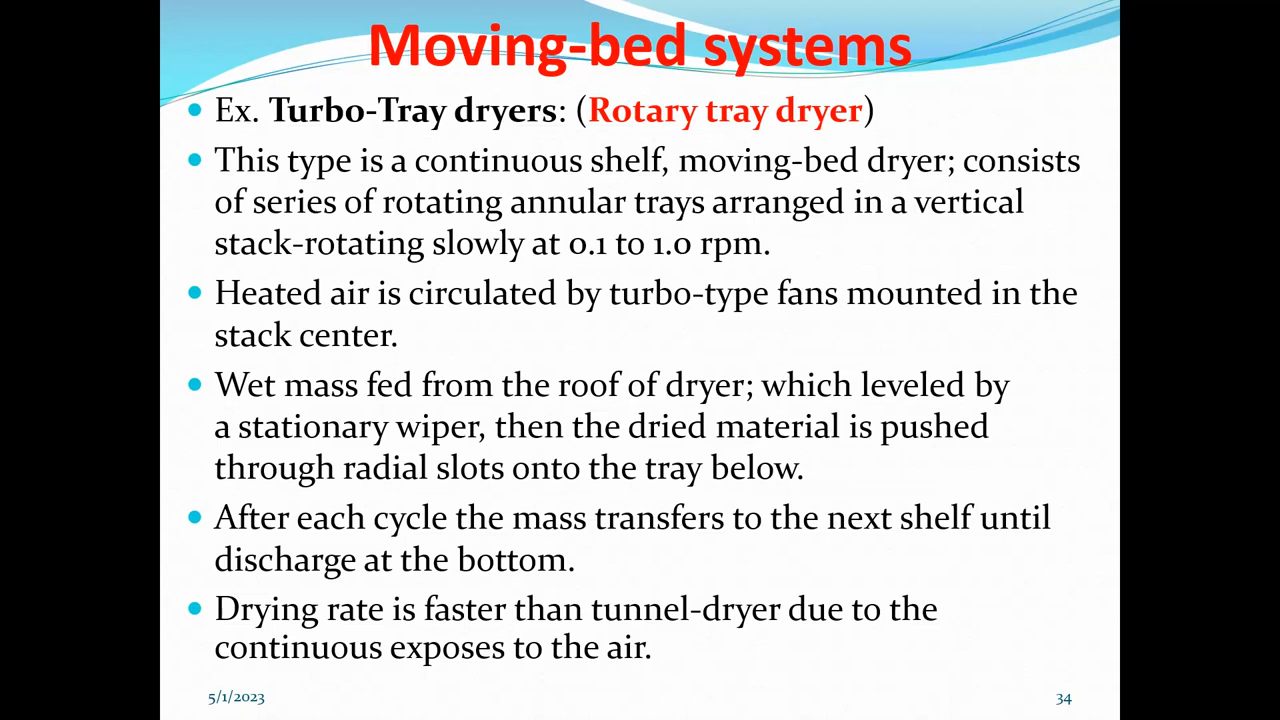 Moving-bed systems
• Ex. Turbo-Tray dryers: (Rotary tray dryer)
• This type is a continuous shelf, moving-bed dryer; consists
of series of rotating annular trays arranged in a vertical
stack-rotating slowly at 0.1 to 1.0 rpm.
• Heated air is circulated by turbo-type fans mounted in the
stack center.
• Wet mass fed from the roof of dryer; which leveled by
a stationary wiper, then the dried material is pushed
through radial slots onto the tray below.
• After each cycle the mass transfers to the next shelf until
discharge at the bottom.
• Drying rate is faster than tunnel-dryer due to the
continuous exposes to the air.
5/1/2023
34